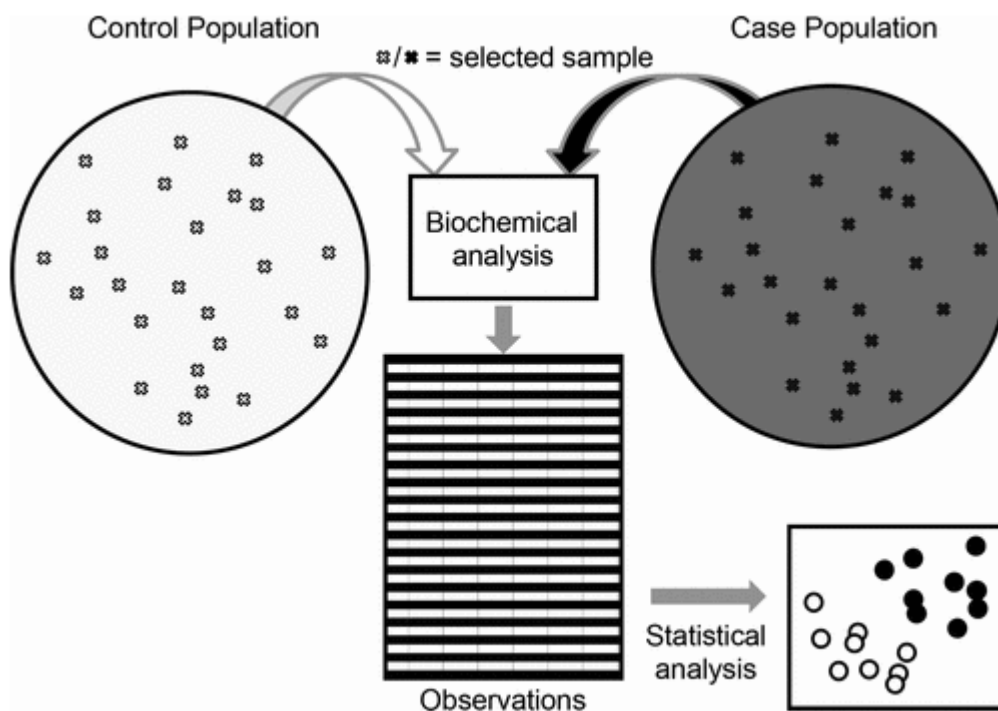 Control Population
Case Population
✖/✖ = selected sample
Biochemical
analysis
Observations
Statistical
analysis